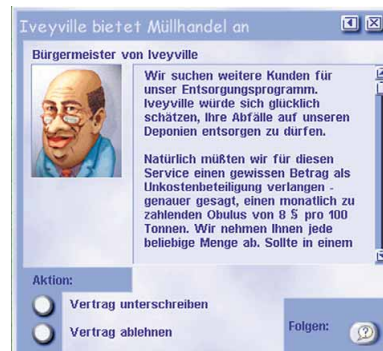 Iveyville bietet Müllhandel an
Bürgermeister von Iveyville
Wir suchen weitere Kunden für
unser Entsorgungsprogramm.
Iveyville würde sich glücklich
schätzen, Ihre Abfälle auf unseren
Deponien entsorgen zu dürfen.
Natürlich müßten wir für diesen
Service einen gewissen Betrag als
Unkostenbeteiligung verlangen -
genauer gesagt, einen monatlich zu
zahlenden Obulus von 8 § pro 100
Tonnen. Wir nehmen Ihnen jede
beliebige Menge ab. Sollte in einem
Aktion:
Vertrag unterschreiben
Vertrag ablehnen
Folgen:
?